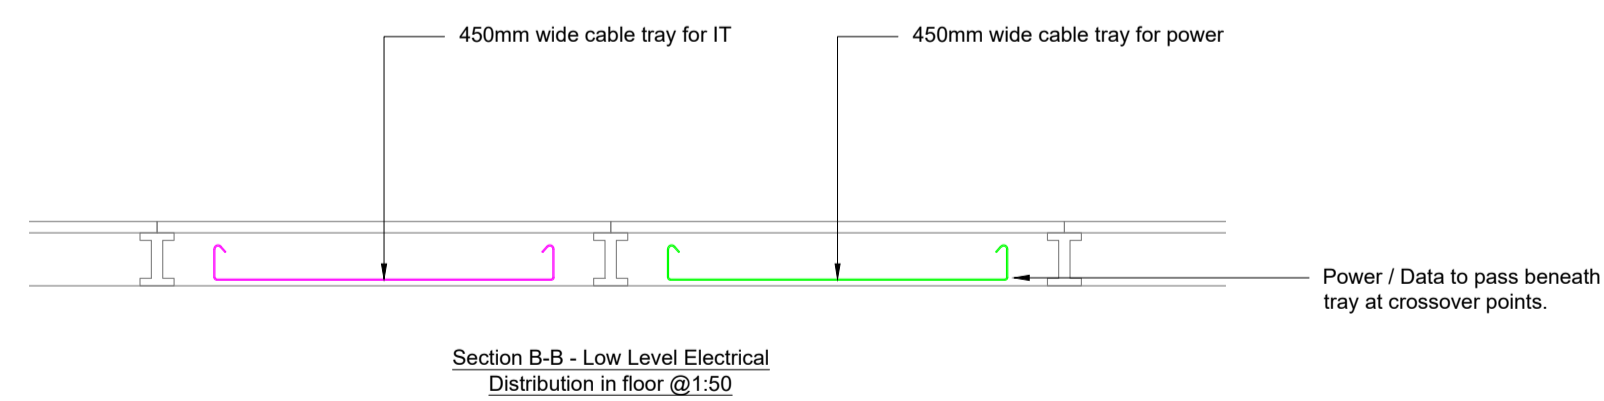 450mm wide cable tray for IT
450mm wide cable tray for power
Power / Data to pass beneath
tray at crossover points.
Section B-B - Low Level Electrical
Distribution in floor @1:50